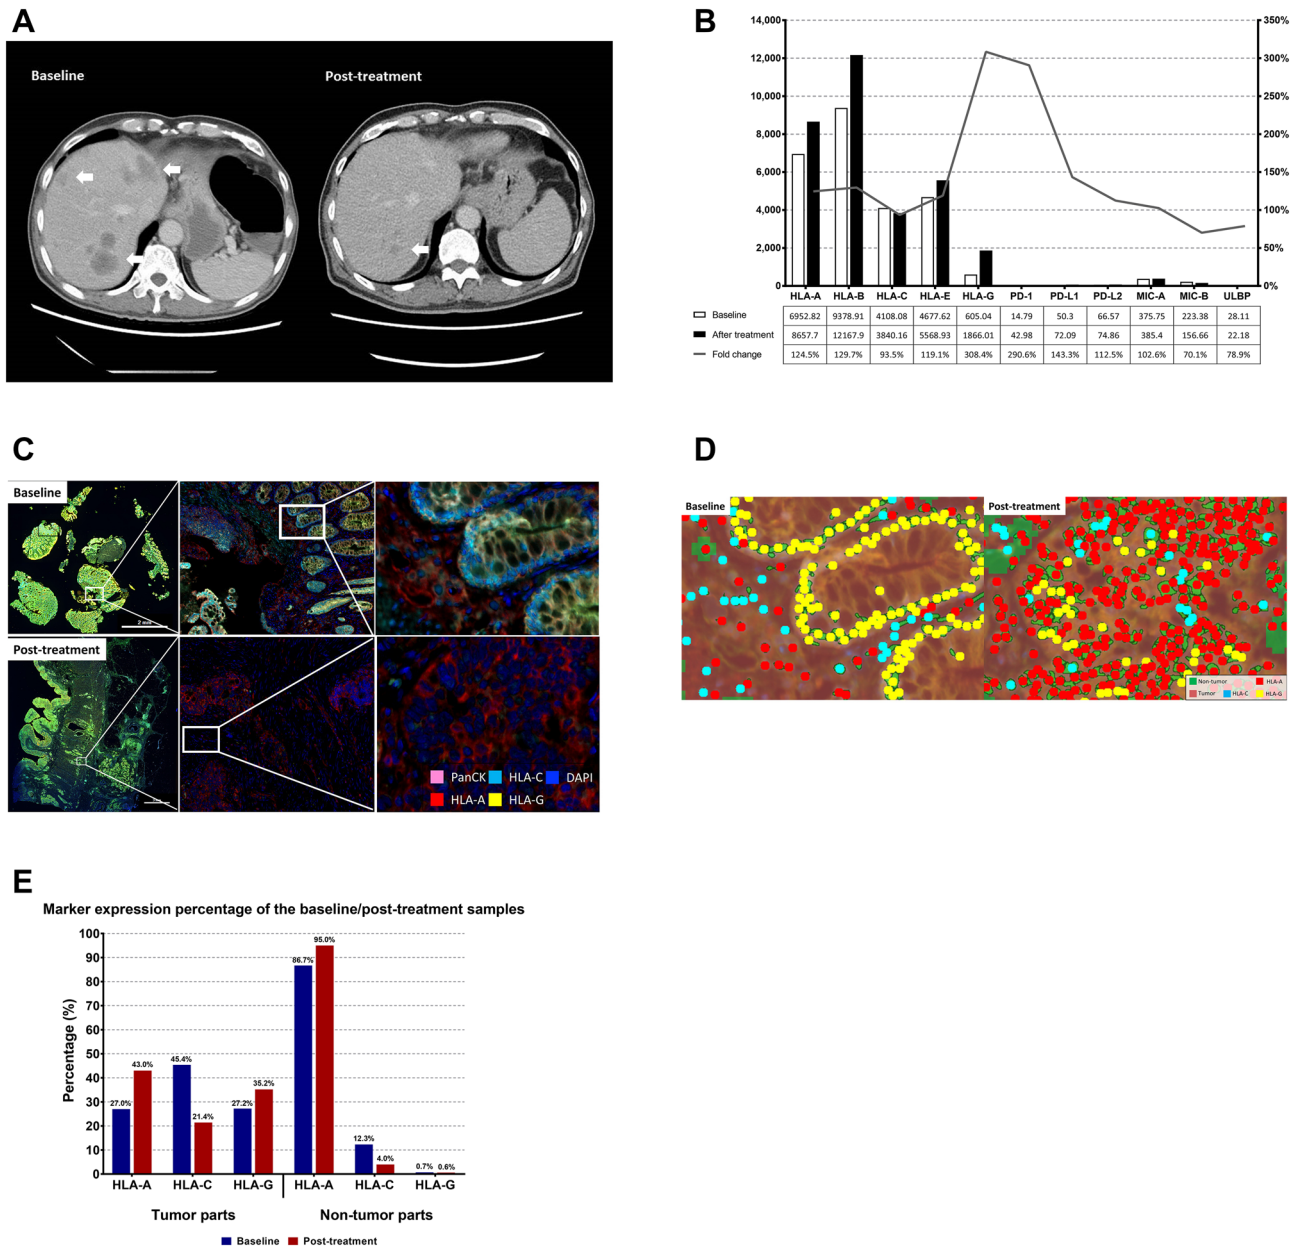 A
Baseline
Post-treatment
B
14,000
12,000
10,000
8,000
6,000
4,000
2,000
0
350%
300%
250%
200%
150%
100%
50%
0%
HLA-A HLA-B HLA-C HLA-E HLA-G PD-1 PD-L1 PD-L2 MIC-A MIC-B ULBP
Baseline 6952.82 9378.91 4108.08 4677.62 605.04 14.79 50.3 66.57 375.75 223.38 28.11
After treatment 8657.7 12167.9 3840.16 5568.93 1866.01 42.98 72.09 74.86 385.4 156.66 22.18
Fold change 124.5% 129.7% 93.5% 119.1% 308.4% 290.6% 143.3% 112.5% 102.6% 70.1% 78.9%
C
Baseline
2 mm
Post-treatment
PanCK HLA-C DAPI
HLA-A HLA-G
D
Baseline
Post-treatment
Non-tumor HLA-A
Tumor HLA-C HLA-G
E
Marker expression percentage of the baseline/post-treatment samples
Percentage (%)
100
90
80
70
60
50
40
30
20
10
0
27.0% 43.0% 45.4% 21.4% 27.2% 35.2% 86.7% 95.0% 12.3% 4.0% 0.7% 0.6%
HLA-A HLA-C HLA-G HLA-A HLA-C HLA-G
Tumor parts Non-tumor parts
Baseline Post-treatment